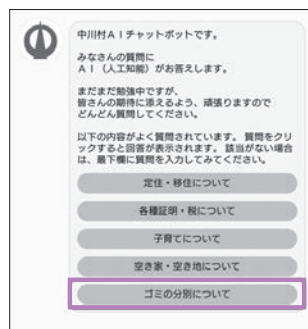 中川村ＡＩチャットボットです。
みなさんの質問に
ＡＩ（人工知能）がお答えします。
まだまだ勉強中ですが、
皆さんの期待に添えるよう、頑張りますので
どんどん質問してください。
以下の内容がよく質問されています。 質問をクリ
ックすると回答が表示されます。 該当がない場合
は、最下欄に質問を入力してみてください。
定住・移住について
各種証明・税について
子育てについて
空き家・空き地について
ゴミの分別について